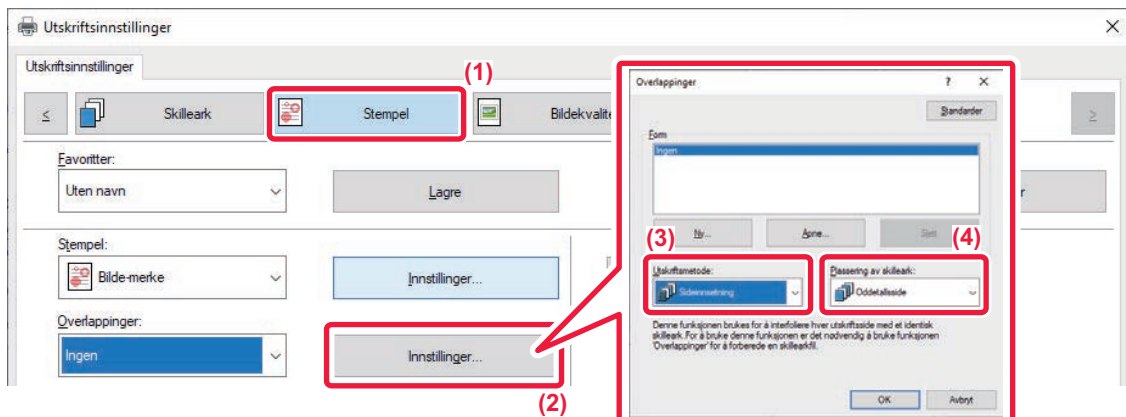 Utskriftsinnstillinger
Utskriftsinnstillinger
(1)
< Skilleark Stempel Bildekvalite >
Favoritter:
Uten navn Lagre r
Stempel:
Bilde-merke Innstillinger...
Overlappinger:
Ingen Innstillinger...
(2)
Overlappinger ? X
Standarder
Form
Ingen
Ny... Åpne... Slett
(3) (4)
Utskriftsmetode: Plassering av skilleark:
Sideinnsetning Oddetallsside
Denne funksjonen brukes for å interfoliere hver utskriftsside med et identisk
skilleark. For å bruke denne funksjonen er det nødvendig å bruke funksjonen
'Overlappinger' for å forberede en skillearkfil.
OK Avbryt